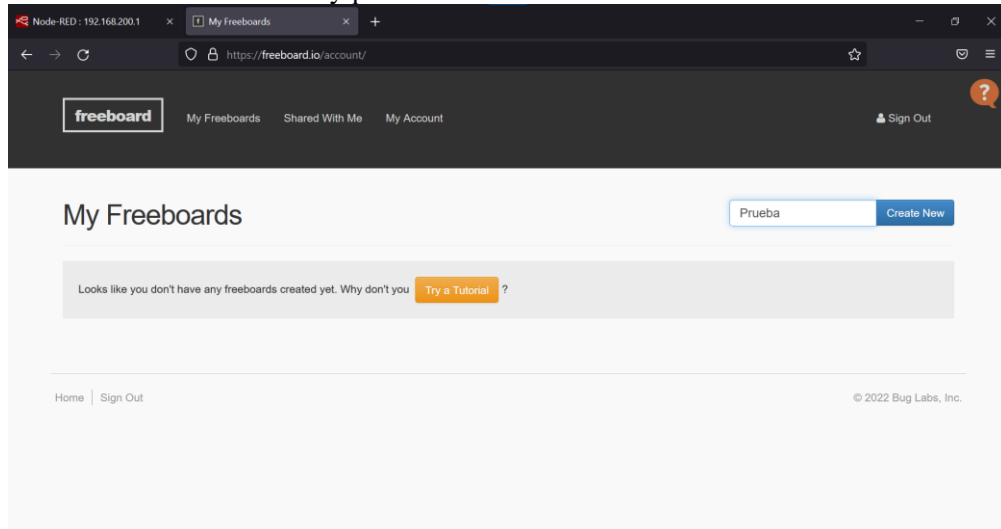 Node-RED : 192.168.200.1
My Freeboards
https://freeboard.io/account/
freeboard My Freeboards Shared With Me My Account Sign Out ?
My Freeboards Prueba Create New
Looks like you don't have any freeboards created yet. Why don't you Try a Tutorial ?
Home Sign Out © 2022 Bug Labs, Inc.